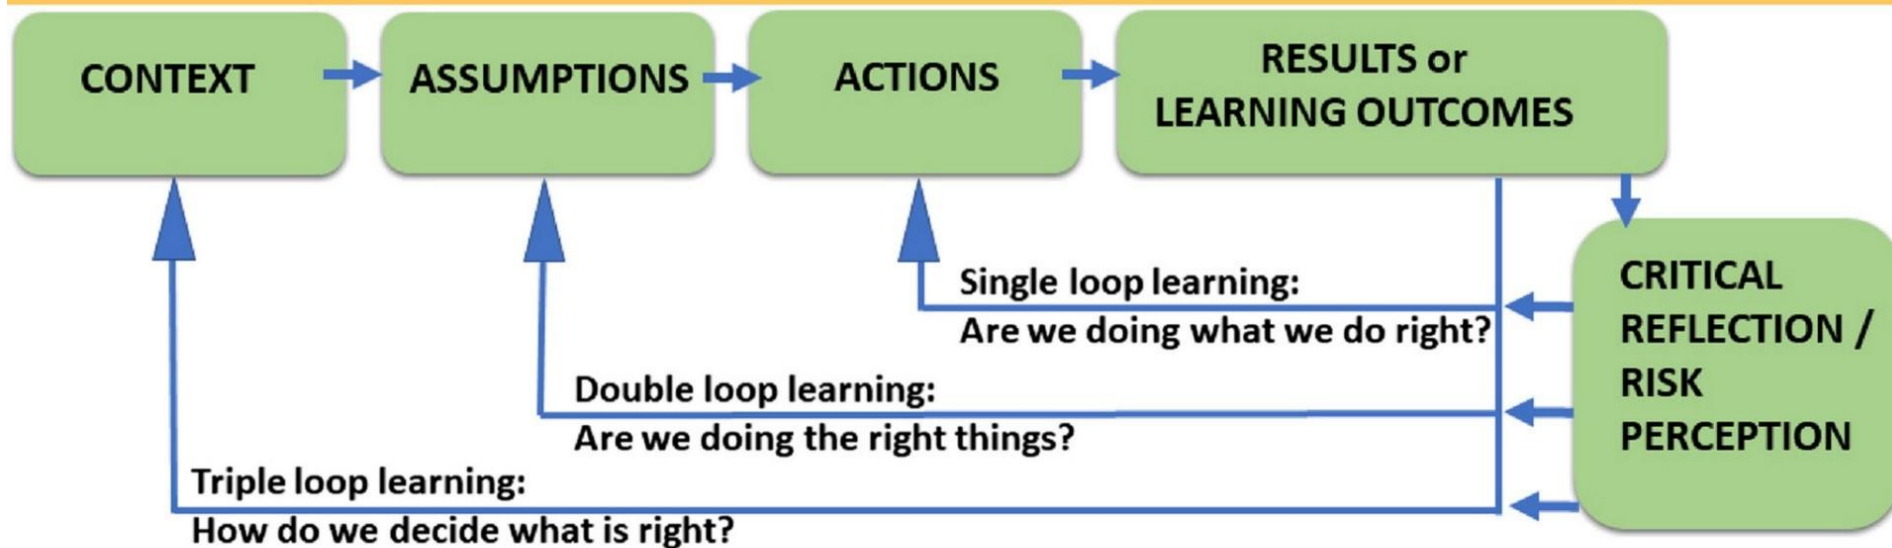 CONTEXT
ASSUMPTIONS
ACTIONS
RESULTS or
LEARNING OUTCOMES
CRITICAL
REFLECTION /
RISK
PERCEPTION
Single loop learning:
Are we doing what we do right?
Double loop learning:
Are we doing the right things?
Triple loop learning:
How do we decide what is right?